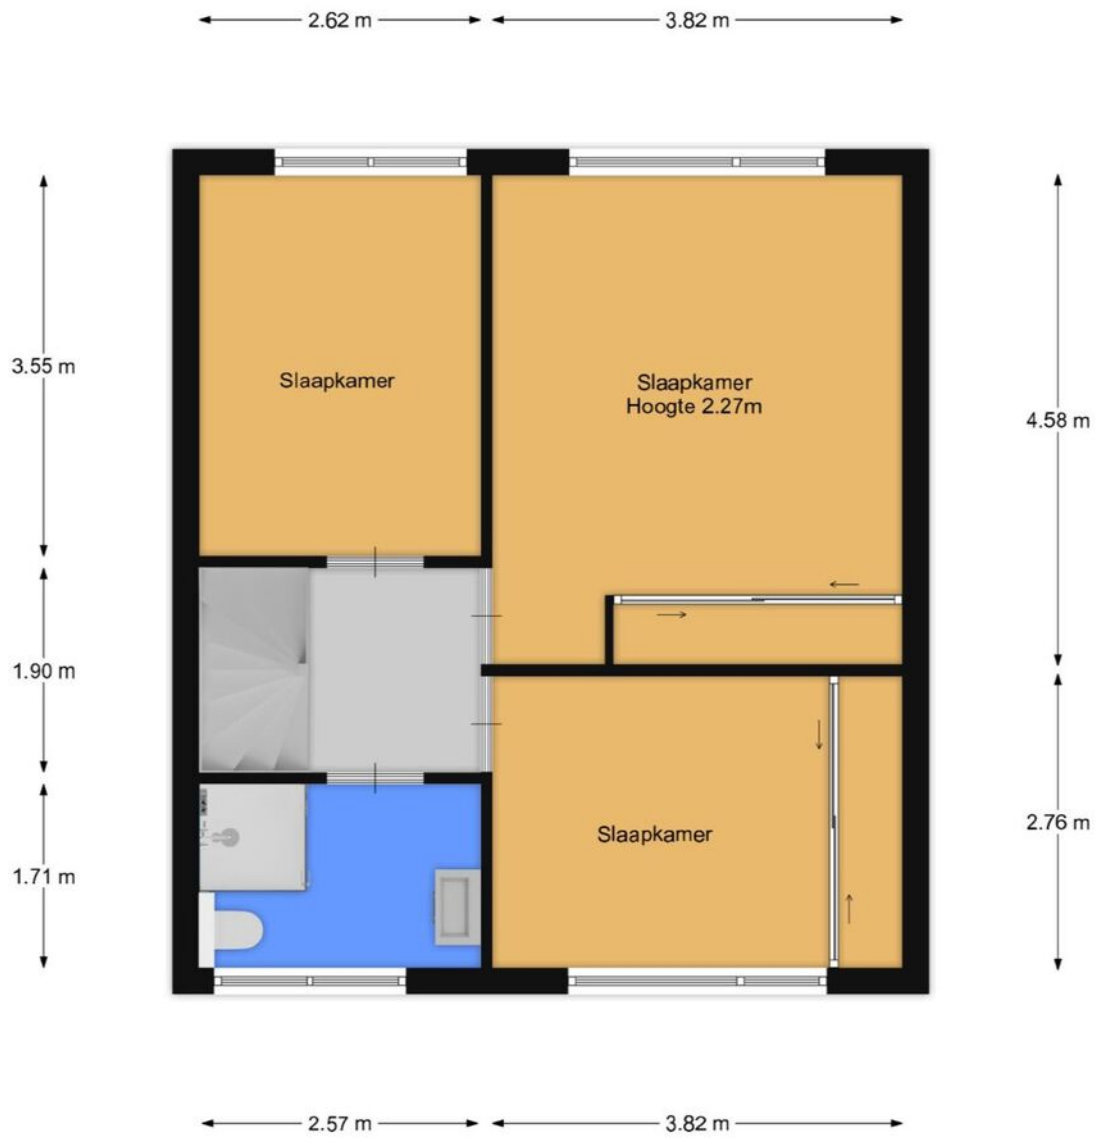 2.62 m
3.82 m
3.55 m
Slaapkamer
Slaapkamer
Hoogte 2.27m
4.58 m
1.90 m
2.76 m
Slaapkamer
1.71 m
2.57 m
3.82 m